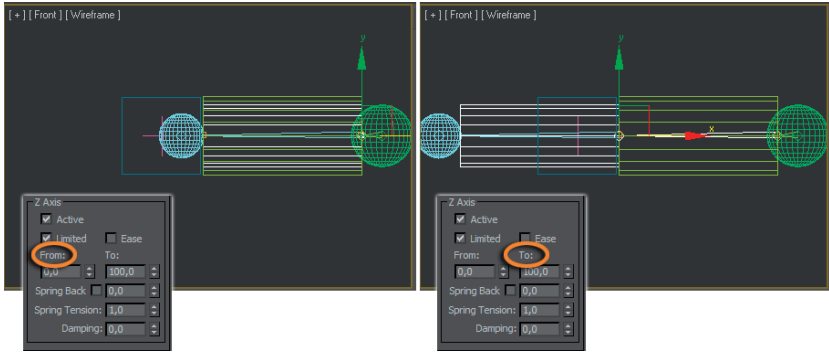 [ + ] [ Front ] [ Wireframe ]
y
Z Axis
Active
Limited Ease
From: To:
0,0 100,0
Spring Back 0,0
Spring Tension: 1,0
Damping: 0,0
[ + ] [ Front ] [ Wireframe ]
y
x
Z Axis
Active
Limited Ease
From: To:
0,0 100,0
Spring Back 0,0
Spring Tension: 1,0
Damping: 0,0